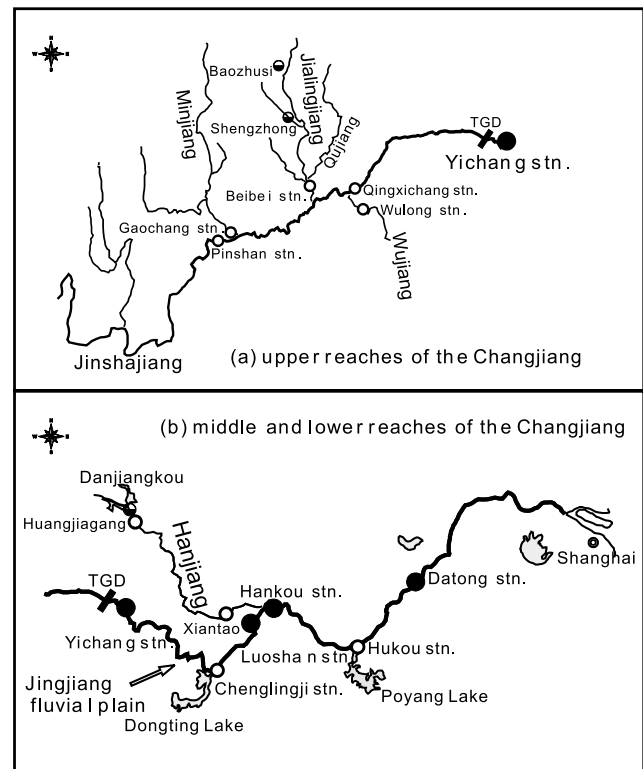 Baozhusi
Minjiang
Jialingjiang
Shengzhong
Qujiang
TGD
Yichang stn.
Beibei stn.
Qingxichang stn.
Wulong stn.
Gaochang stn.
Pinshan stn.
Wujiang
Jinshajiang
(a) upper reaches of the Changjiang
(b) middle and lower reaches of the Changjiang
Danjiangkou
Huangjiagang
Hanjiang
Shanghai
TGD
Hankou stn.
Datong stn.
Yichang stn.
Xiantao
Luoshan stn.
Hukou stn.
Jingjiang
fluvial plain
Chenglingji stn.
Poyang Lake
Dongting Lake